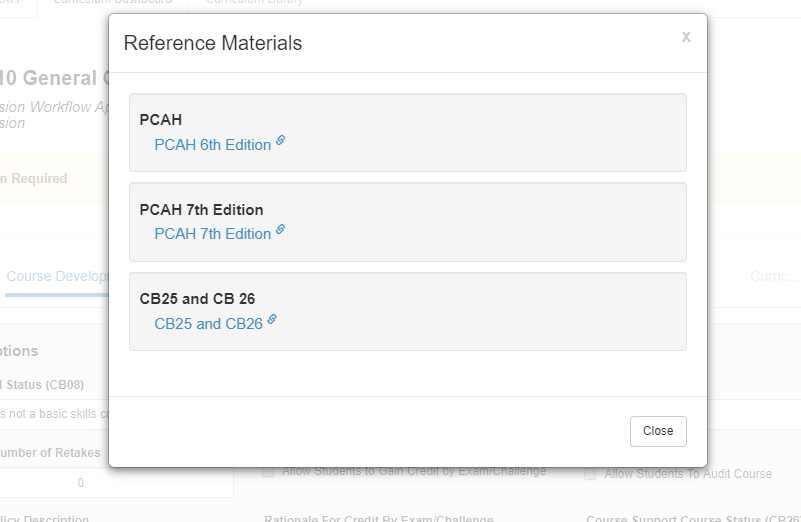 Curriculum Dashboard
Curriculum Library
Reference Materials
X
10 General
sion Workflow
sion
n Required
PCAH
PCAH 6th Edition
PCAH 7th Edition
PCAH 7th Edition
CB25 and CB 26
CB25 and CB26
Course Develop
Curric...
ptions
Status (CB08)
s not a basic skills
umber of Retakes
0
Close
Allow Students to Gain Credit by Exam/Challenge
Allow Students To Audit Course
licy Description
Rationale For Credit By Exam/Challenge
Course Support Course Status (CB26